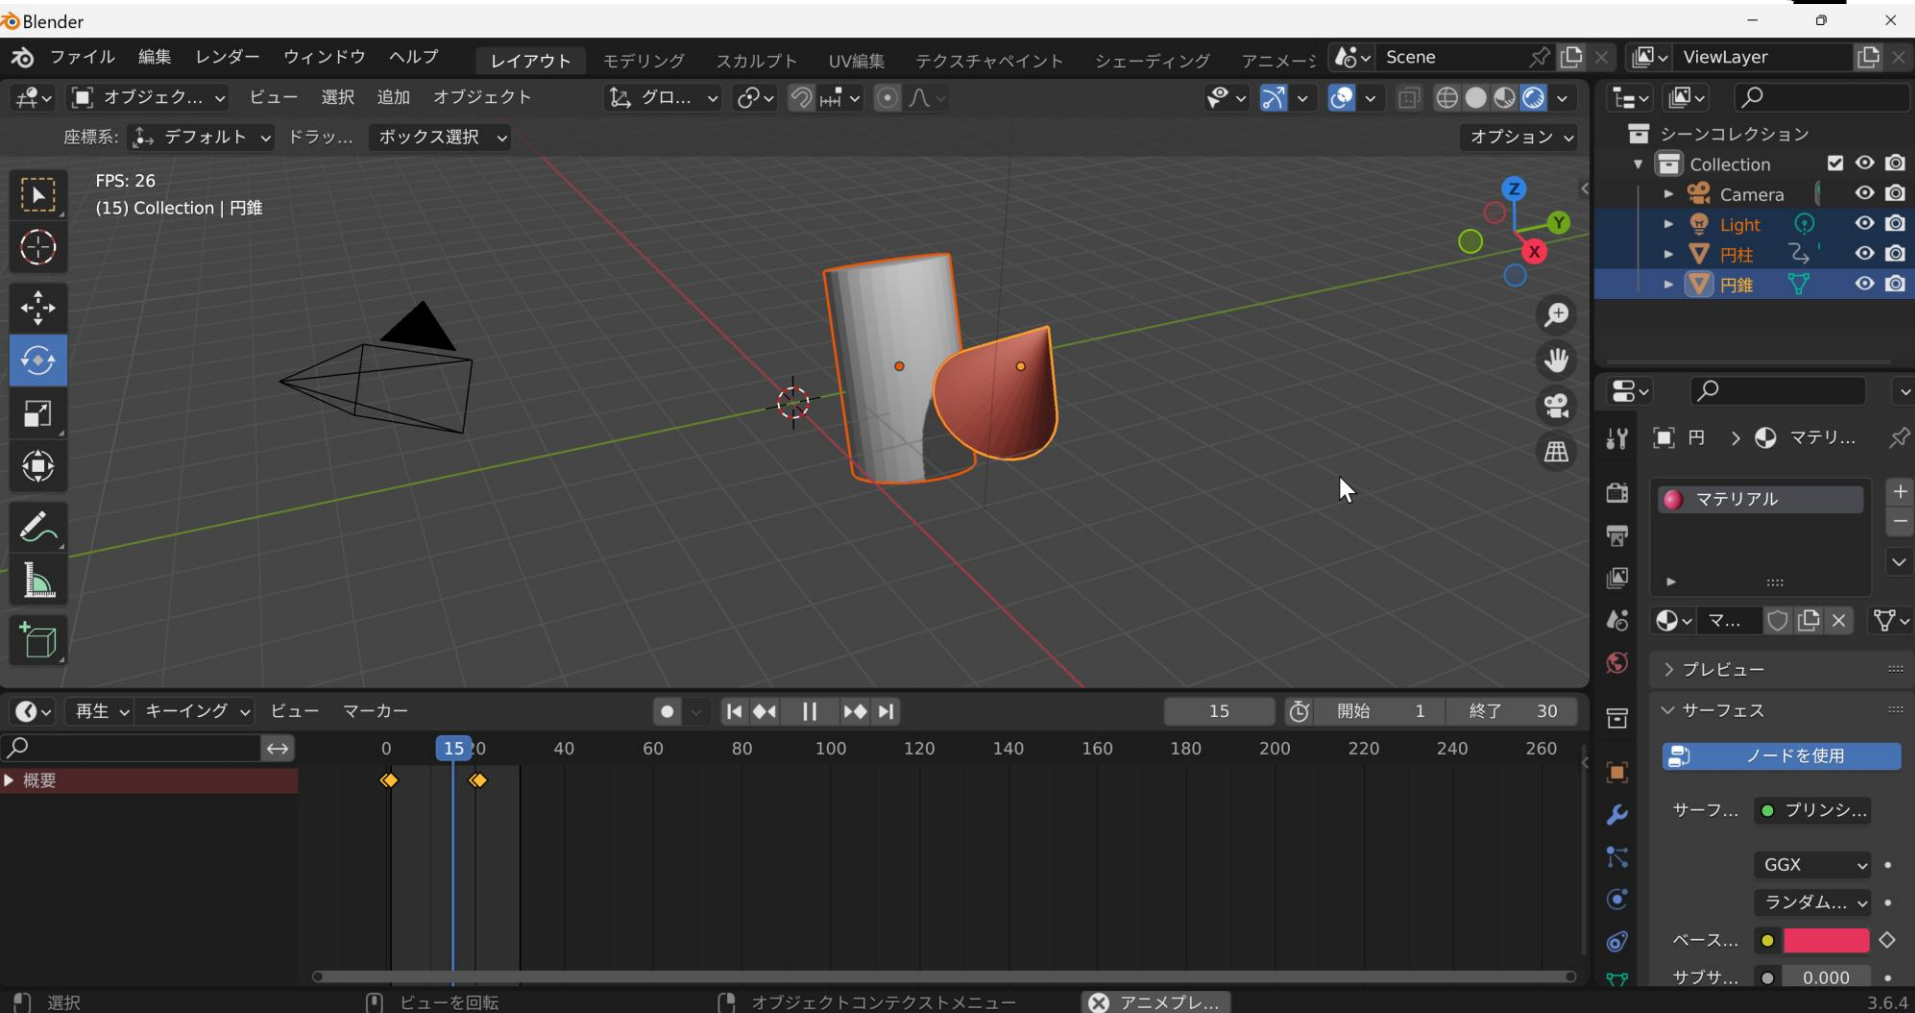 Blender
ファイル 編集 レンダー ウィンドウ ヘルプ レイアウト モデリング スカルプト UV編集 テクスチャペイント シェーディング アニメーシ Scene ViewLayer
オブジェク... ビュー 選択 追加 オブジェクト グロ...
座標系: デフォルト ドラッ... ボックス選択 オプション
FPS: 26
(15) Collection | 円錐
Z
Y
X
シーンコレクション
Collection
Camera
Light
円柱
円錐
円 マテリ...
マテリアル
マ...
プレビュー
サーフェス
ノードを使用
サーフ... プリンシ...
GGX
ランダム...
ベース...
サブサ... 0.000
再生 キーイング ビュー マーカー 15 開始 1 終了 30
0 15 20 40 60 80 100 120 140 160 180 200 220 240 260
概要
選択 ビューを回転 オブジェクトコンテクストメニュー アニメプレ... 3.6.4